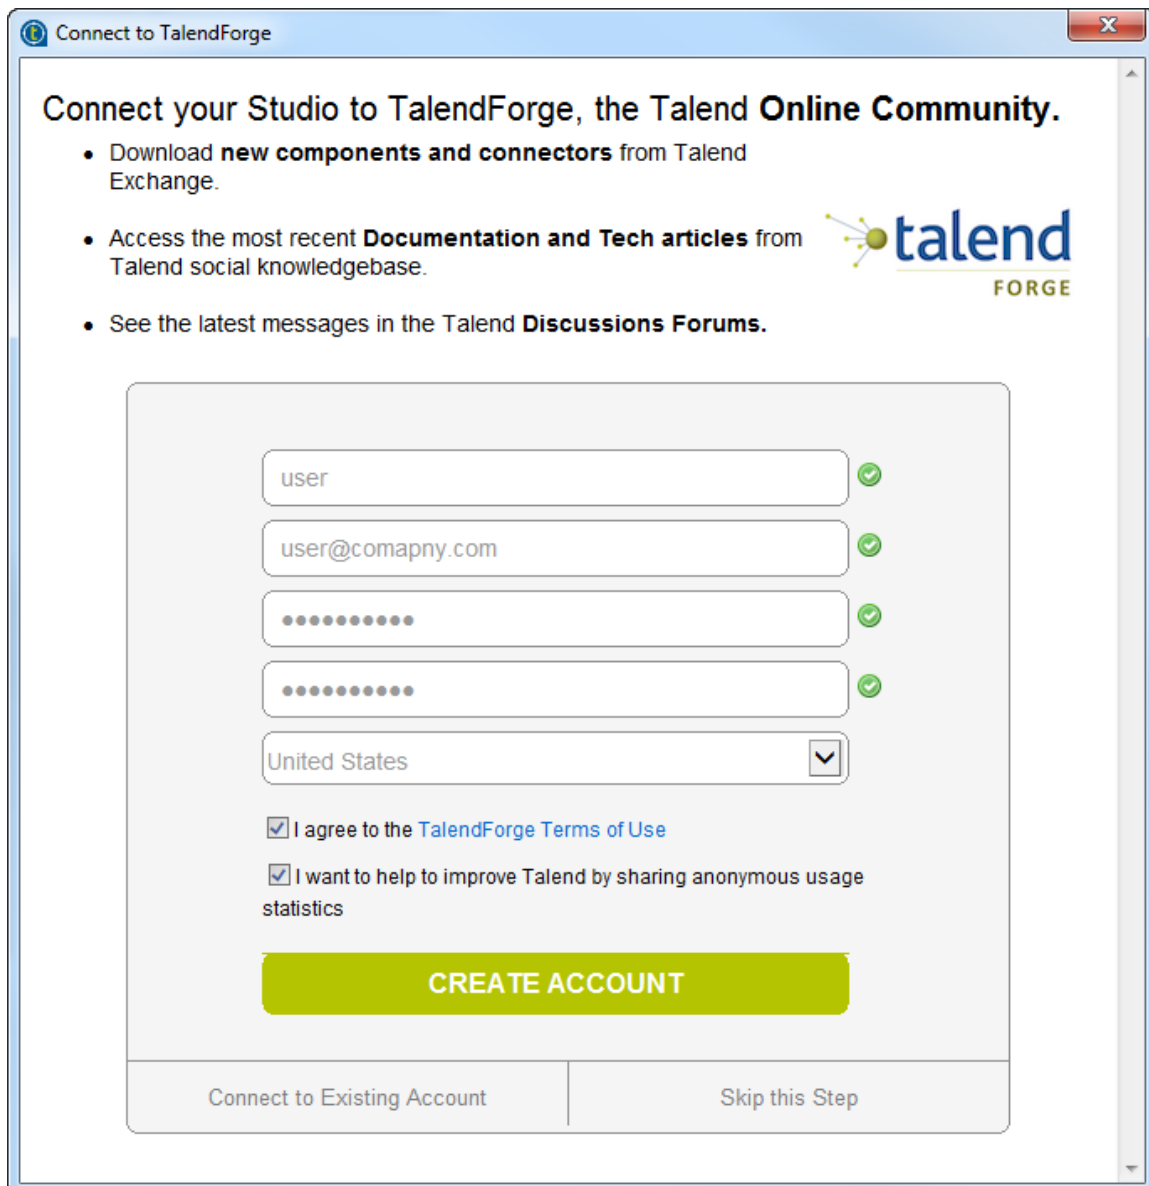 Connect to TalendForge
Connect your Studio to TalendForge, the Talend Online Community.
Download new components and connectors from Talend
Exchange.
Access the most recent Documentation and Tech articles from
Talend social knowledgebase.
talend
FORGE
See the latest messages in the Talend Discussions Forums.
user
user@comapny.com
••••••••••
••••••••••
United States
I agree to the TalendForge Terms of Use
I want to help to improve Talend by sharing anonymous usage
statistics
CREATE ACCOUNT
Connect to Existing Account
Skip this Step